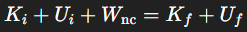 K_i + U_i + W_nc = K_f + U_f